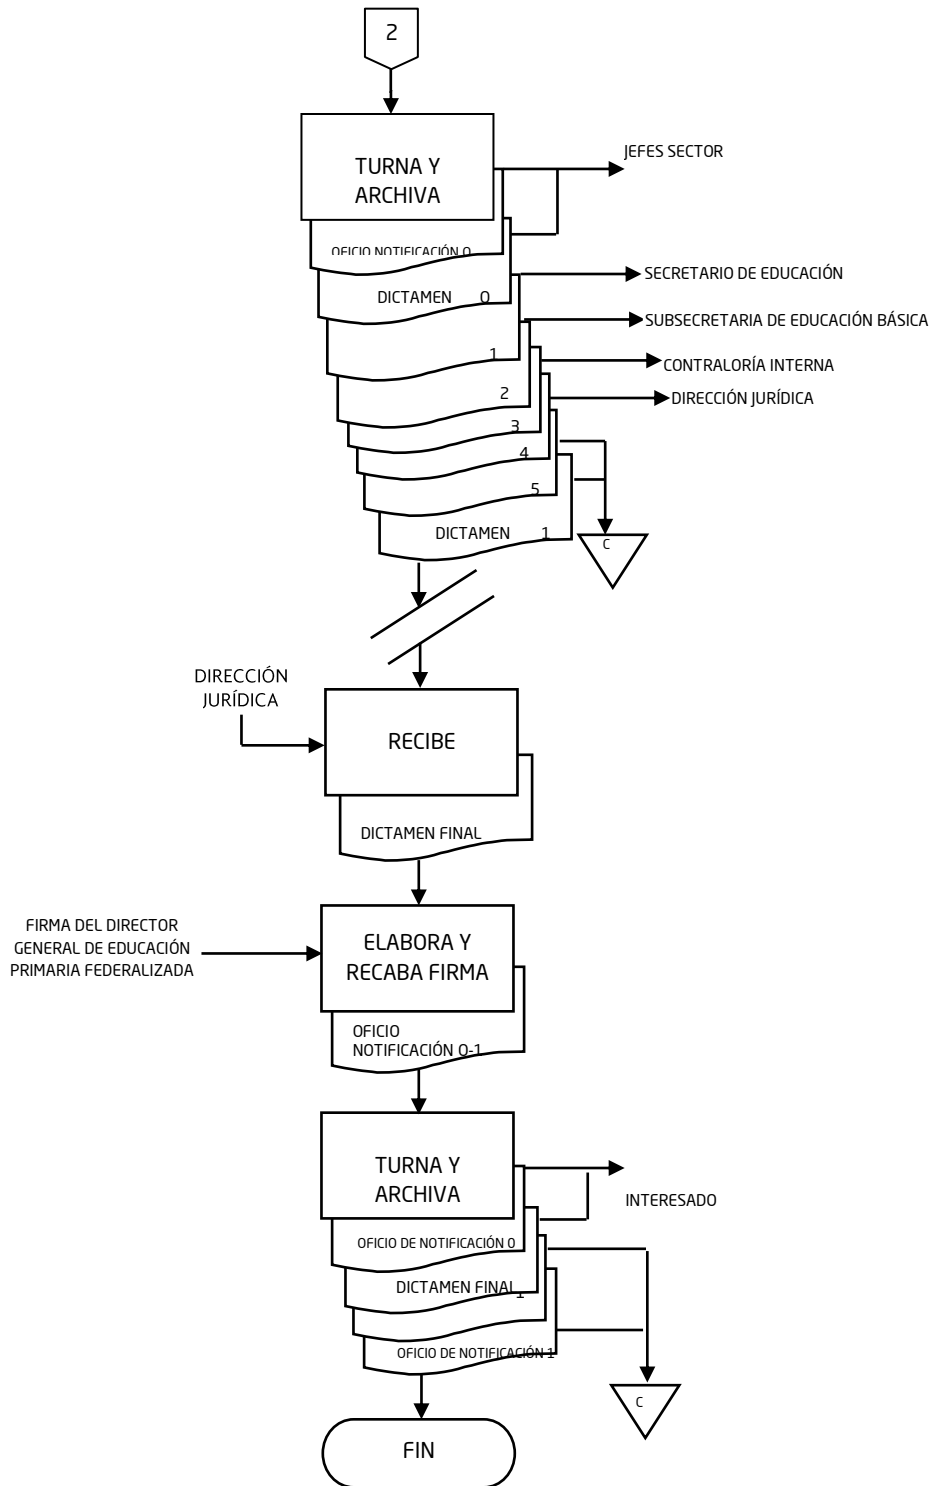 2
TURNA Y
ARCHIVA
JEFES SECTOR
OFICIO NOTIFICACIÓN O
DICTAMEN O
SECRETARIO DE EDUCACIÓN
1
SUBSECRETARIA DE EDUCACIÓN BÁSICA
2
CONTRALORÍA INTERNA
3
DIRECCIÓN JURÍDICA
4
5
DICTAMEN 1
C
DIRECCIÓN
JURÍDICA
RECIBE
DICTAMEN FINAL
FIRMA DEL DIRECTOR
GENERAL DE EDUCACIÓN
PRIMARIA FEDERALIZADA
ELABORA Y
RECABA FIRMA
OFICIO
NOTIFICACIÓN O-1
TURNA Y
ARCHIVA
INTERESADO
OFICIO DE NOTIFICACIÓN 0
DICTAMEN FINAL
1
OFICIO DE NOTIFICACIÓN 1
C
FIN